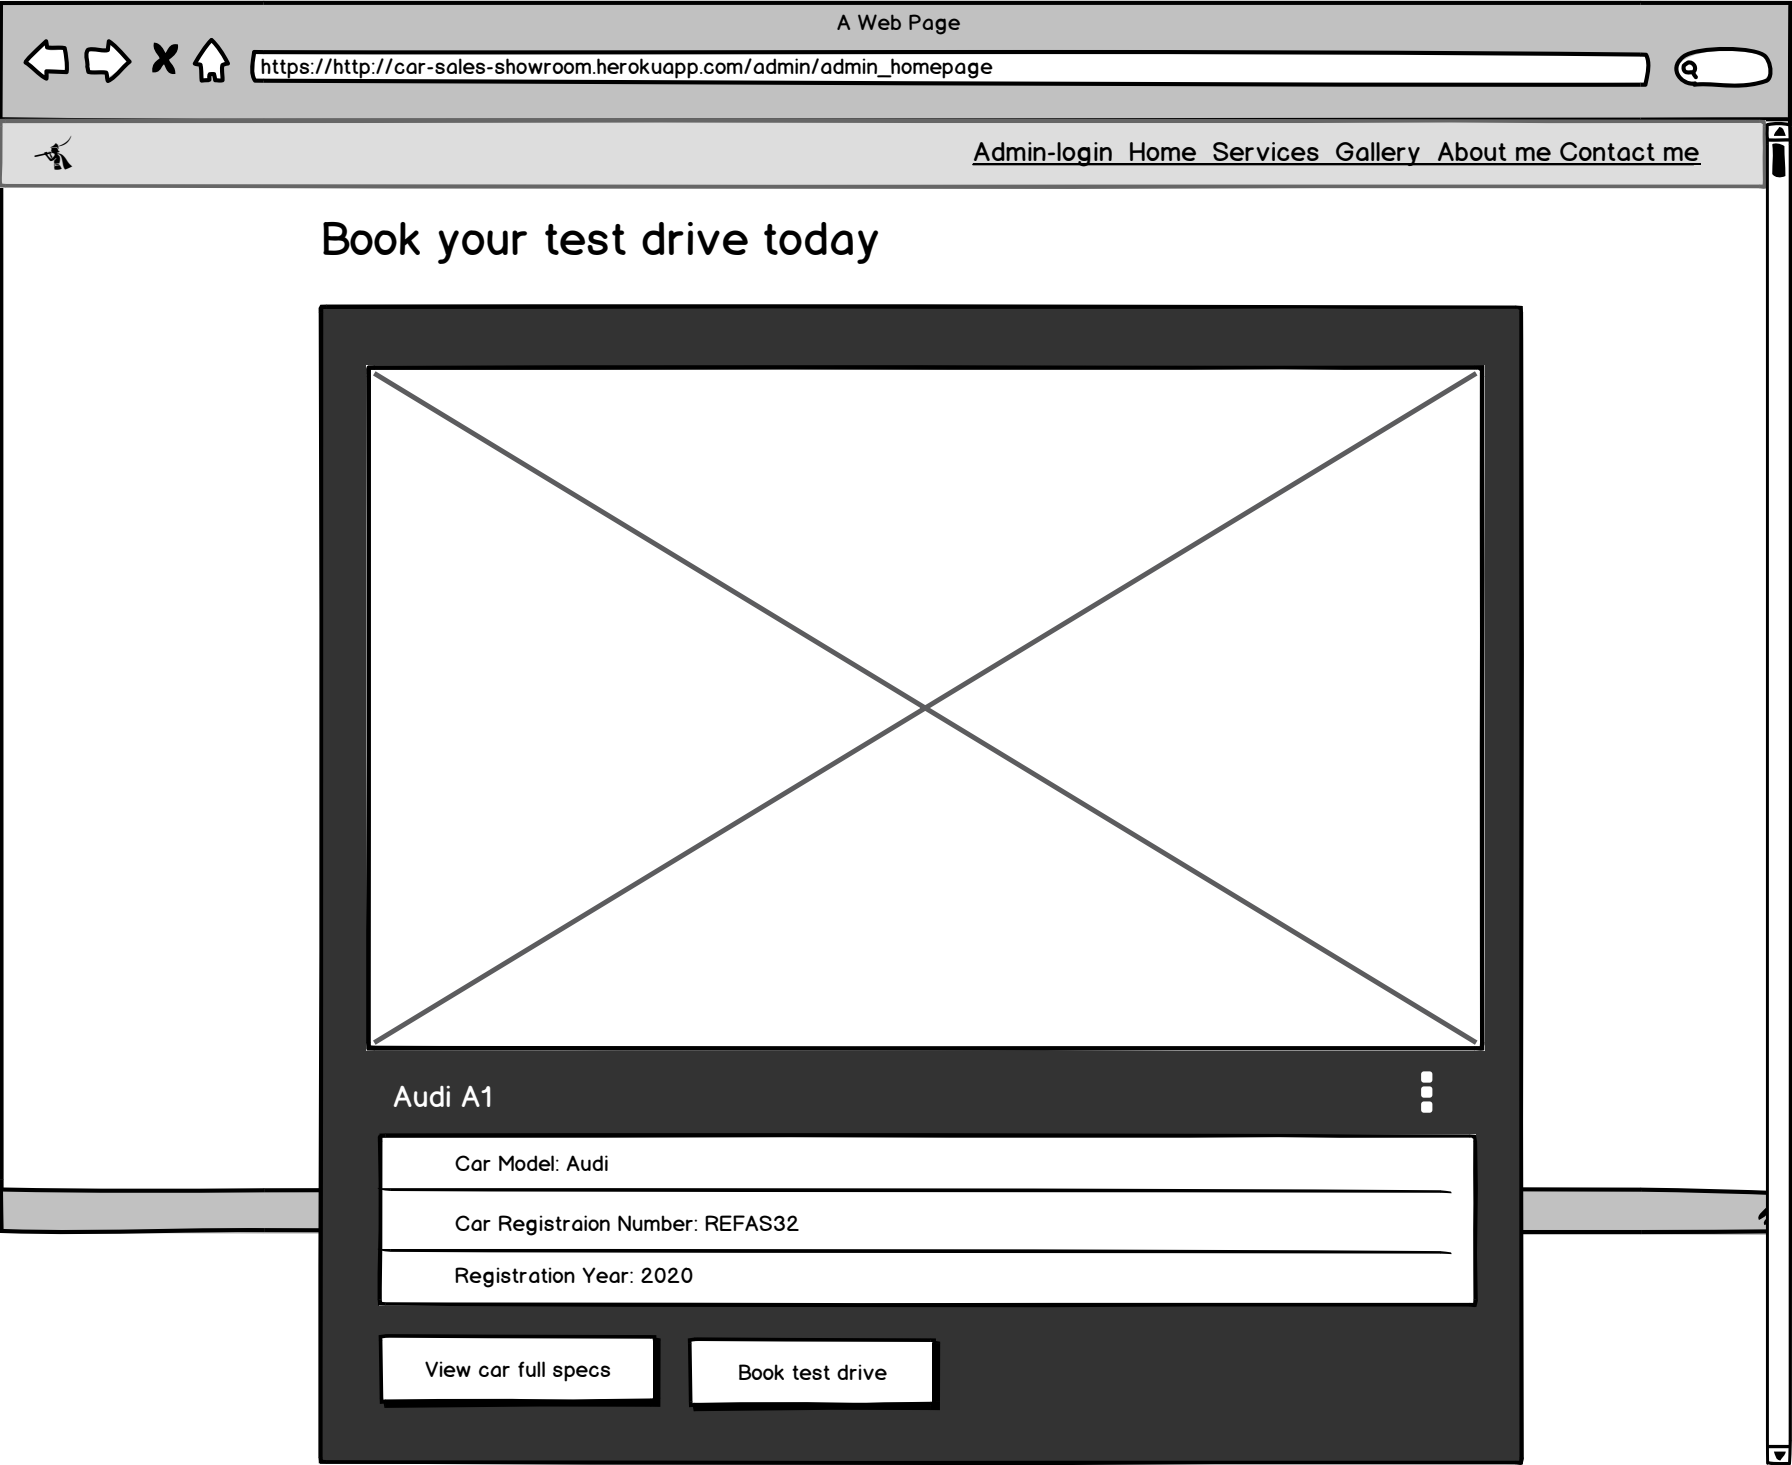 A Web Page
https://http://car-sales-showroom.herokuapp.com/admin/admin_homepage
Admin-login Home Services Gallery About me Contact me
Book your test drive today
Audi A1
Car Model: Audi
Car Registraion Number: REFAS32
Registration Year: 2020
View car full specs
Book test drive